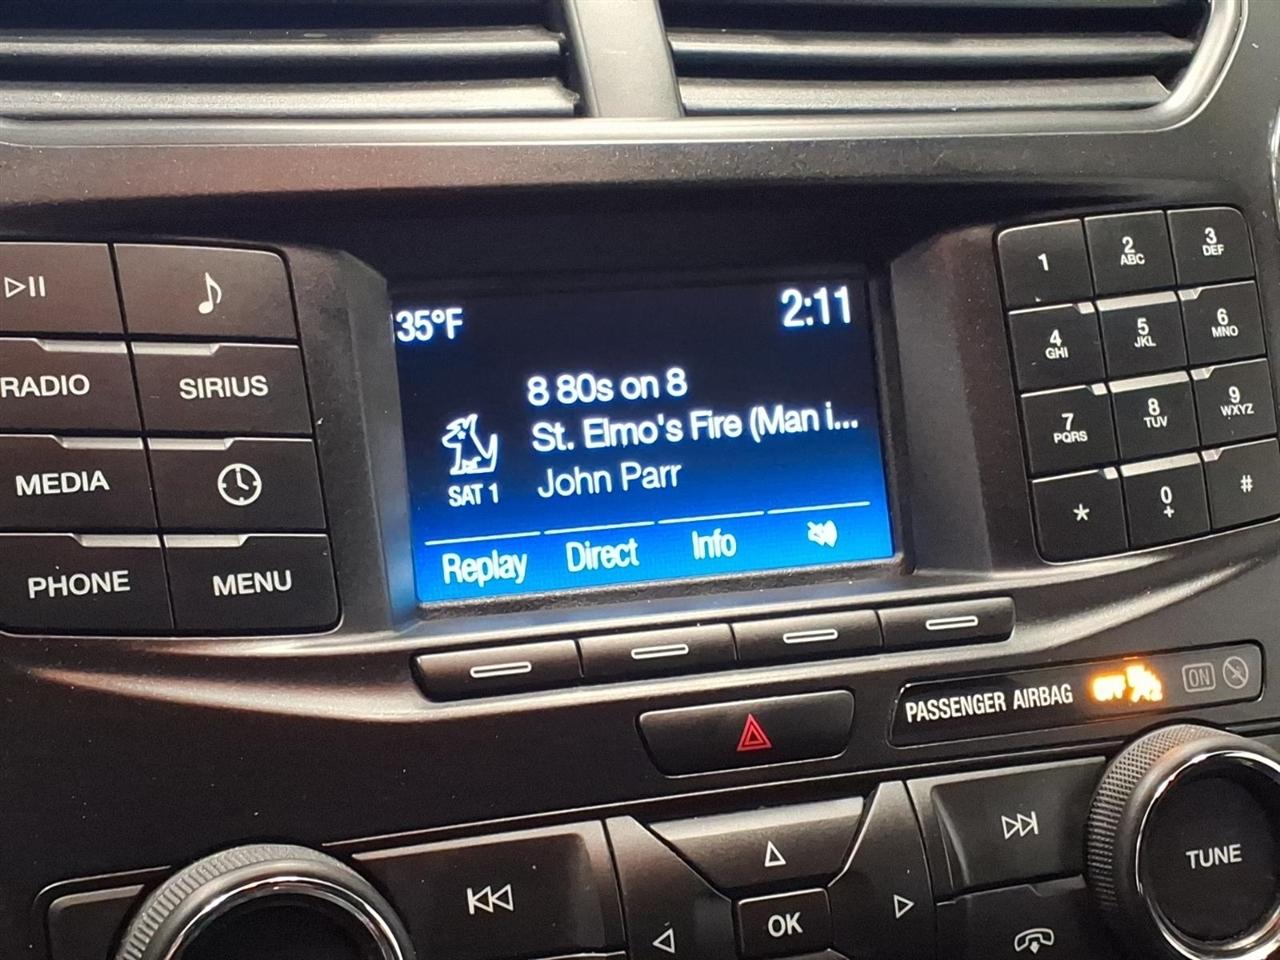 35°F
2:11
8 80s on 8
St. Elmo's Fire (Man i...
John Parr
SAT 1
Replay Direct Info
RADIO
SIRIUS
MEDIA
PHONE
MENU
1
2 ABC
3 DEF
4 GHI
5 JKL
6 MNO
7 PQRS
8 TUV
9 WXYZ
*
0 +
#
PASSENGER AIRBAG OFF ON
OK
TUNE